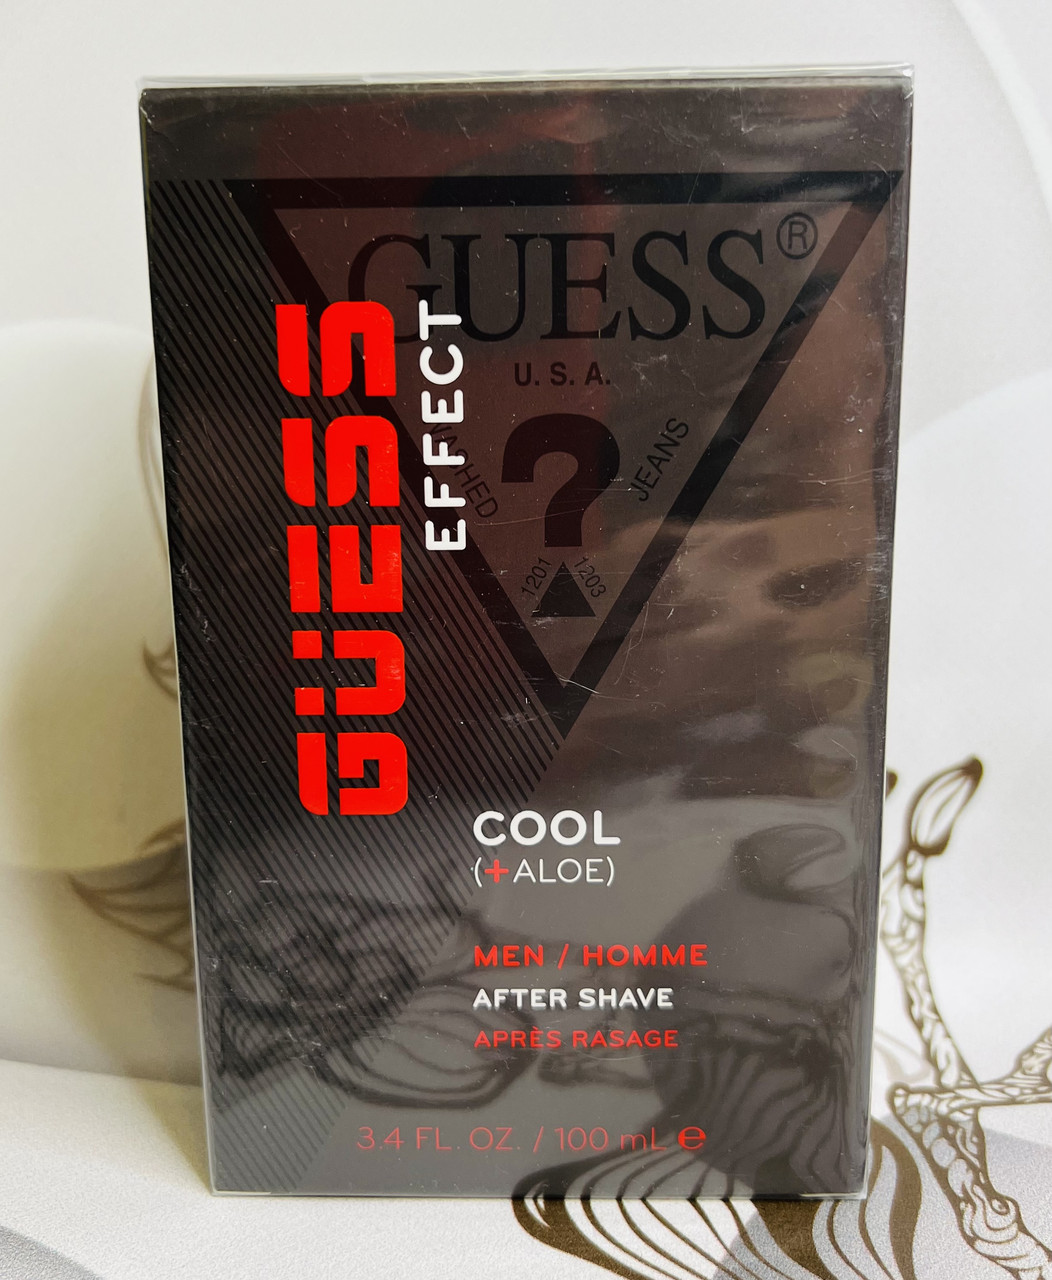 GUESS®
U. S. A.
?
WASHED
JEANS
1201
1203
GÜESS
EFFECT
COOL
(+ALOE)
MEN / HOMME
AFTER SHAVE
APRÈS RASAGE
3.4 FL. OZ. / 100 mL e